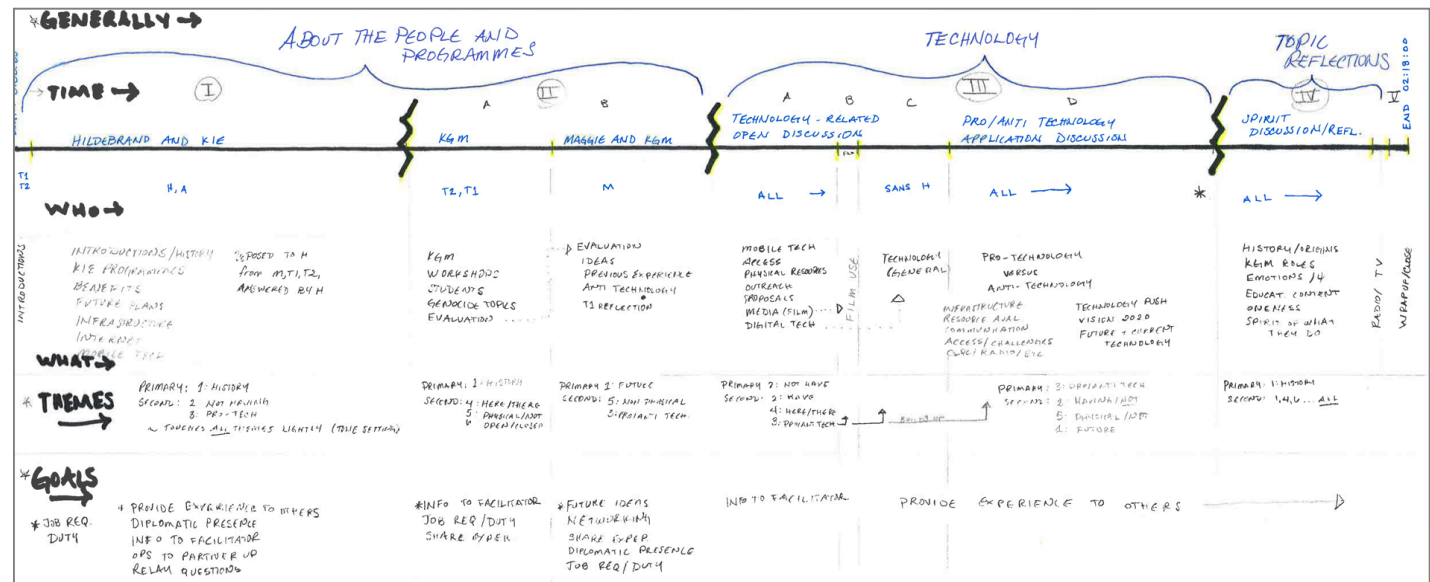 *GENERALLY →
ABOUT THE PEOPLE AND
PROGRAMMES
TECHNOLOGY
TOPIC
REFLECTIONS
TIME →
I
II
III
IV
V
END 02:18:00
HILDEBRAND AND KIE
A
KGM
B
MAGGIE AND KGM
A
TECHNOLOGY-RELATED
OPEN DISCUSSION
B
C
D
PRO/ANTI TECHNOLOGY
APPLICATION DISCUSSION
SPIRIT
DISCUSSION/REFL.
T1
T2
H, A
T2, T1
M
ALL →
SANS H
ALL →
*
ALL →
WHO →
INTRODUCTIONS
INTRODUCTIONS/HISTORY
KIE PROGRAMMES
BENEFITS
FUTURE PLANS
INFRASTRUCTURE
INTERNET
MOBILE TECH
POSED TO H
from M, T1, T2,
ANSWERED BY H
KGM
WORKSHOPS
STUDENTS
GENOCIDE TOPICS
EVALUATION
EVALUATION
IDEAS
PREVIOUS EXPERIENCE
ANTI TECHNOLOGY
T1 REFLECTION
MOBILE TECH
ACCESS
PHYSICAL RESOURCES
OUTREACH
PROPOSALS
MEDIA (FILM)
DIGITAL TECH
FILM USE
TECHNOLOGY
(GENERAL)
PRO-TECHNOLOGY
VERSUS
ANTI-TECHNOLOGY
INFRASTRUCTURE
RESOURCE AVAL
COMMUNICATION
ACCESS/CHALLENGES
TECHNOLOGY PUSH
VISION 2020
FUTURE + CURRENT
TECHNOLOGY
HISTORY/ORIGINS
KGM ROLES
EMOTIONS
EDUCAT. CONTENT
ONENESS
SPIRIT OF WHAT
THEY DO
RADIO/TV
WRAPUP/CLOSE
WHAT →
* THEMES →
PRIMARY: 1: HISTORY
SECOND: 2 NOT HAVING
3: PRO-TECH
~ TOUCHES ALL THEMES LIGHTLY (TONE SETTING)
PRIMARY: 1: HISTORY
SECOND: 4: HERE/THERE
5: PHYSICAL/NOT
6 OPEN/CLOSED
PRIMARY 1: FUTURE
SECOND: 5: NON PHYSICAL
3: PRO/ANTI TECH.
PRIMARY 2: NOT HAVE
SECOND: 2: HAVE
4: HERE/THERE
3: PRO/ANTI TECH
BUILDS UP
PRIMARY: 3: PRO/ANTI TECH
SECOND: 2: HAVING/NOT
5: PHYSICAL/NOT
1: FUTURE
PRIMARY: 1: HISTORY
SECOND: 1,4,6... ALL
* GOALS →
* JOB REQ.
DUTY
* PROVIDE EXPERIENCE TO OTHERS
DIPLOMATIC PRESENCE
INFO TO FACILITATOR
OPS TO PARTNER UP
RELAY QUESTIONS
*INFO TO FACILITATOR
JOB REQ/DUTY
SHARE EXPER.
*FUTURE IDEAS
NETWORKING
SHARE EXPER.
DIPLOMATIC PRESENCE
JOB REQ/DUTY
INFO TO FACILITATOR
PROVIDE EXPERIENCE TO OTHERS